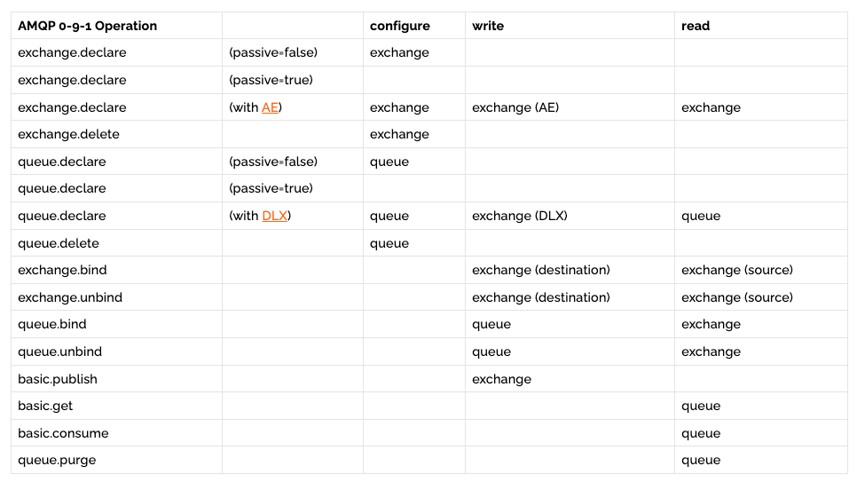 AMQP 0-9-1 Operation configure write read
exchange.declare (passive=false) exchange
exchange.declare (passive=true)
exchange.declare (with AE) exchange exchange (AE) exchange
exchange.delete exchange
queue.declare (passive=false) queue
queue.declare (passive=true)
queue.declare (with DLX) queue exchange (DLX) queue
queue.delete queue
exchange.bind exchange (destination) exchange (source)
exchange.unbind exchange (destination) exchange (source)
queue.bind queue exchange
queue.unbind queue exchange
basic.publish exchange
basic.get queue
basic.consume queue
queue.purge queue